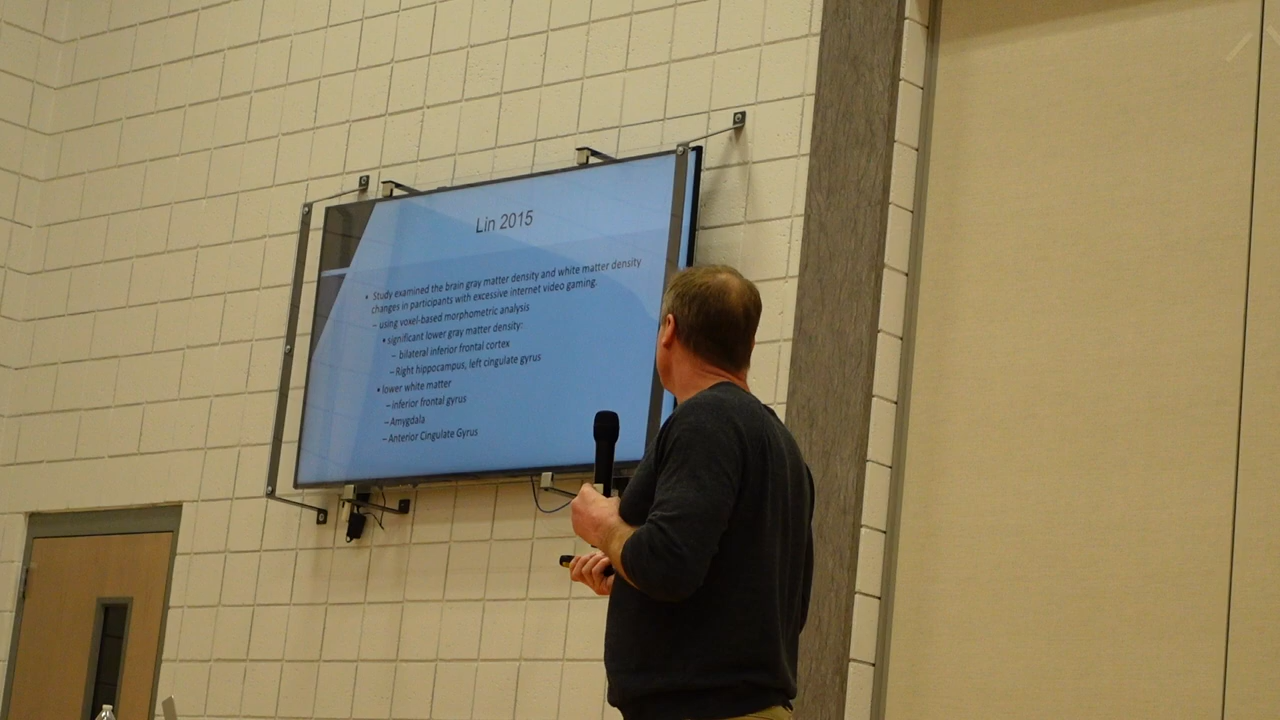 Lin 2015
• Study examined the brain gray matter density and white matter density
changes in participants with excessive internet video gaming.
– using voxel-based morphometric analysis
• significant lower gray matter density:
– bilateral inferior frontal cortex
– Right hippocampus, left cingulate gyrus
• lower white matter
– inferior frontal gyrus
– Amygdala
– Anterior Cingulate Gyrus